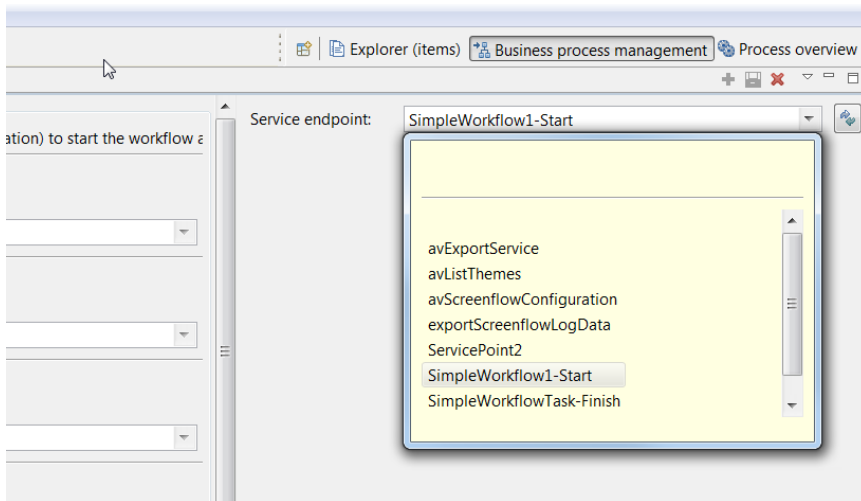 Explorer (items) Business process management Process overview
ation) to start the workflow a
Service endpoint: SimpleWorkflow1-Start
avExportService
avListThemes
avScreenflowConfiguration
exportScreenflowLogData
ServicePoint2
SimpleWorkflow1-Start
SimpleWorkflowTask-Finish